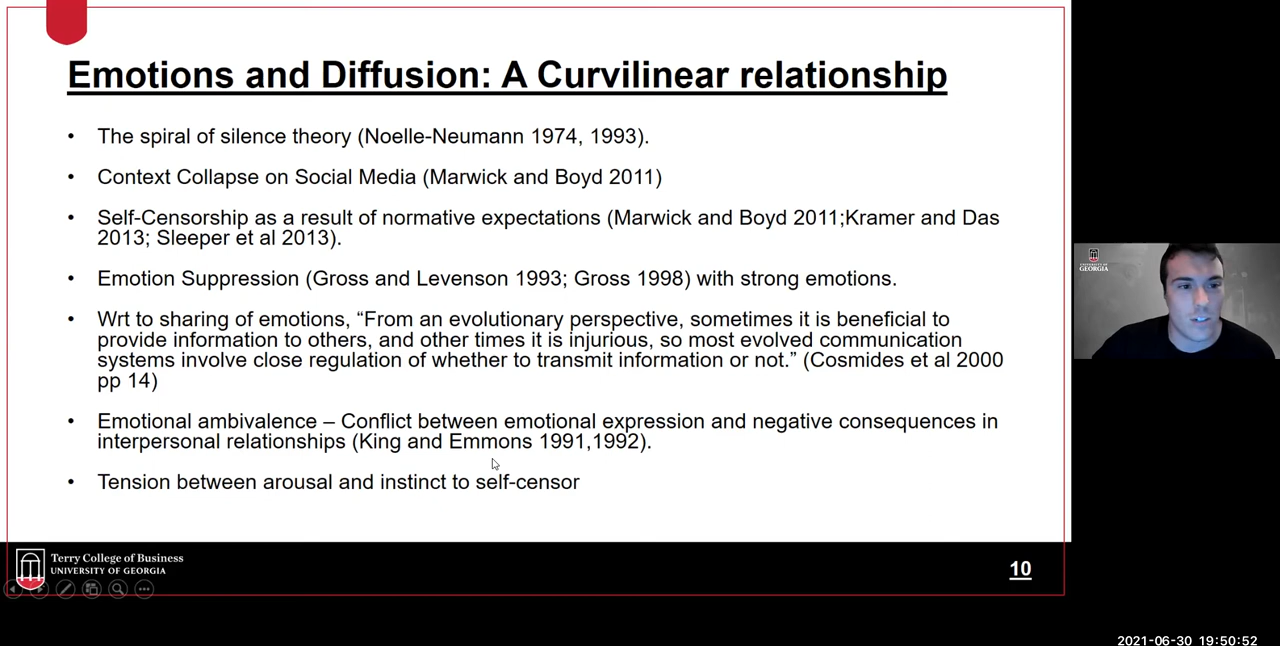 Emotions and Diffusion: A Curvilinear relationship
• The spiral of silence theory (Noelle-Neumann 1974, 1993).
• Context Collapse on Social Media (Marwick and Boyd 2011)
• Self-Censorship as a result of normative expectations (Marwick and Boyd 2011;Kramer and Das
2013; Sleeper et al 2013).
• Emotion Suppression (Gross and Levenson 1993; Gross 1998) with strong emotions.
• Wrt to sharing of emotions, “From an evolutionary perspective, sometimes it is beneficial to
provide information to others, and other times it is injurious, so most evolved communication
systems involve close regulation of whether to transmit information or not.” (Cosmides et al 2000
pp 14)
• Emotional ambivalence – Conflict between emotional expression and negative consequences in
interpersonal relationships (King and Emmons 1991,1992).
• Tension between arousal and instinct to self-censor
Terry College of Business
UNIVERSITY OF GEORGIA
10
UNIVERSITY OF
GEORGIA
2021-06-30 19:50:52